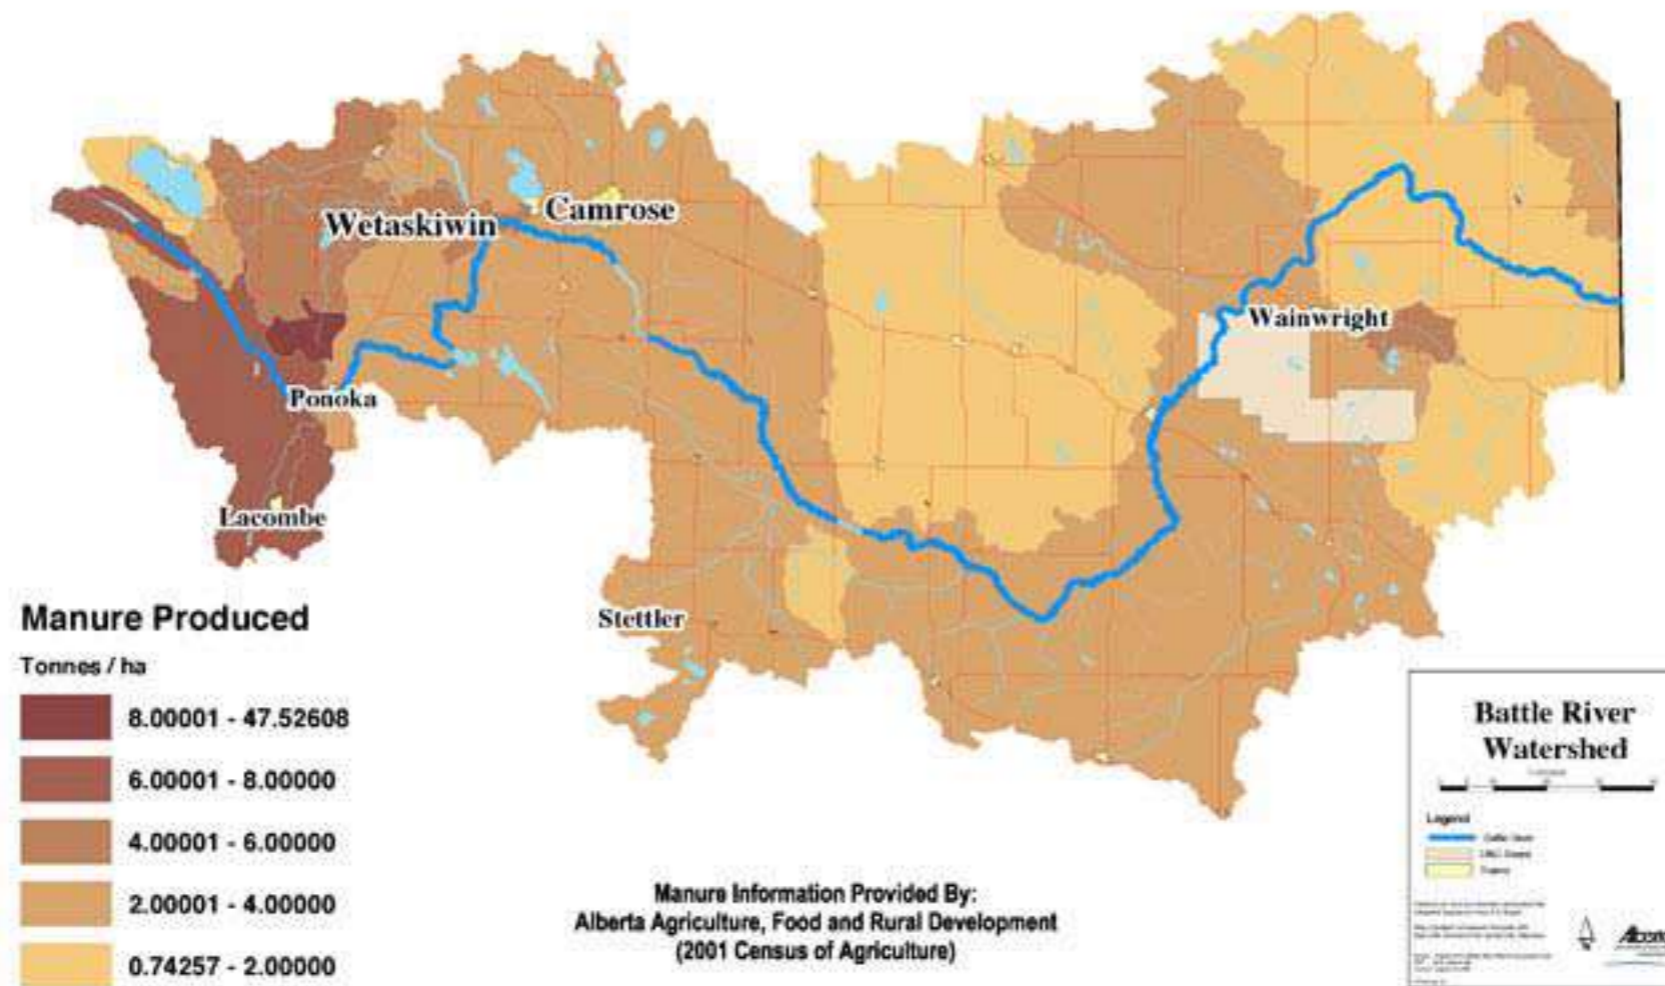 Wetaskiwin
Camrose
Wainwright
Ponoka
Lacombe
Stettler
Manure Produced
Tonnes / ha
8.00001 - 47.52608
6.00001 - 8.00000
4.00001 - 6.00000
2.00001 - 4.00000
0.74257 - 2.00000
Manure Information Provided By:
Alberta Agriculture, Food and Rural Development
(2001 Census of Agriculture)
Battle River
Watershed
Legend